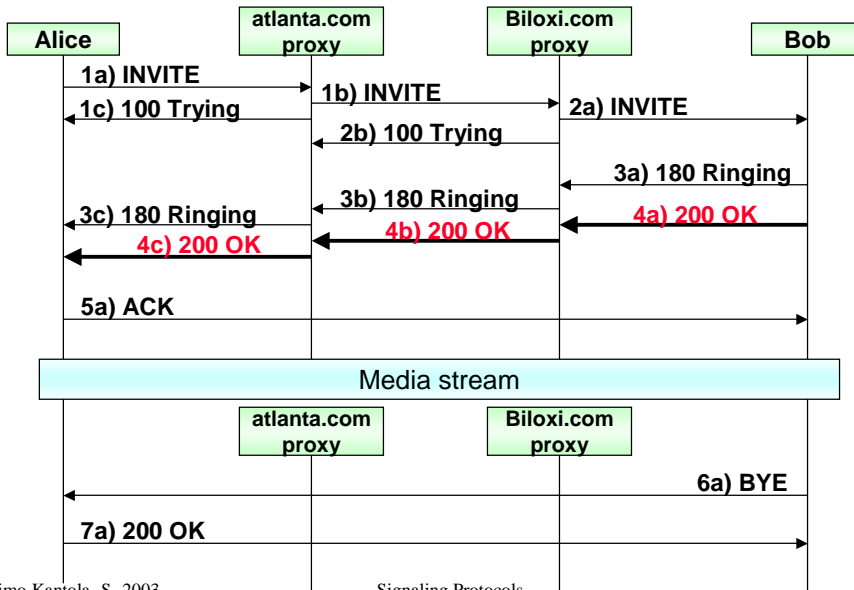 Alice
atlanta.com
proxy
Biloxi.com
proxy
Bob
1a) INVITE
1b) INVITE
1c) 100 Trying
2a) INVITE
2b) 100 Trying
3a) 180 Ringing
3b) 180 Ringing
3c) 180 Ringing
4a) 200 OK
4b) 200 OK
4c) 200 OK
5a) ACK
Media stream
atlanta.com
proxy
Biloxi.com
proxy
6a) BYE
7a) 200 OK
Kantola- S- 2003
Signaling Protocols